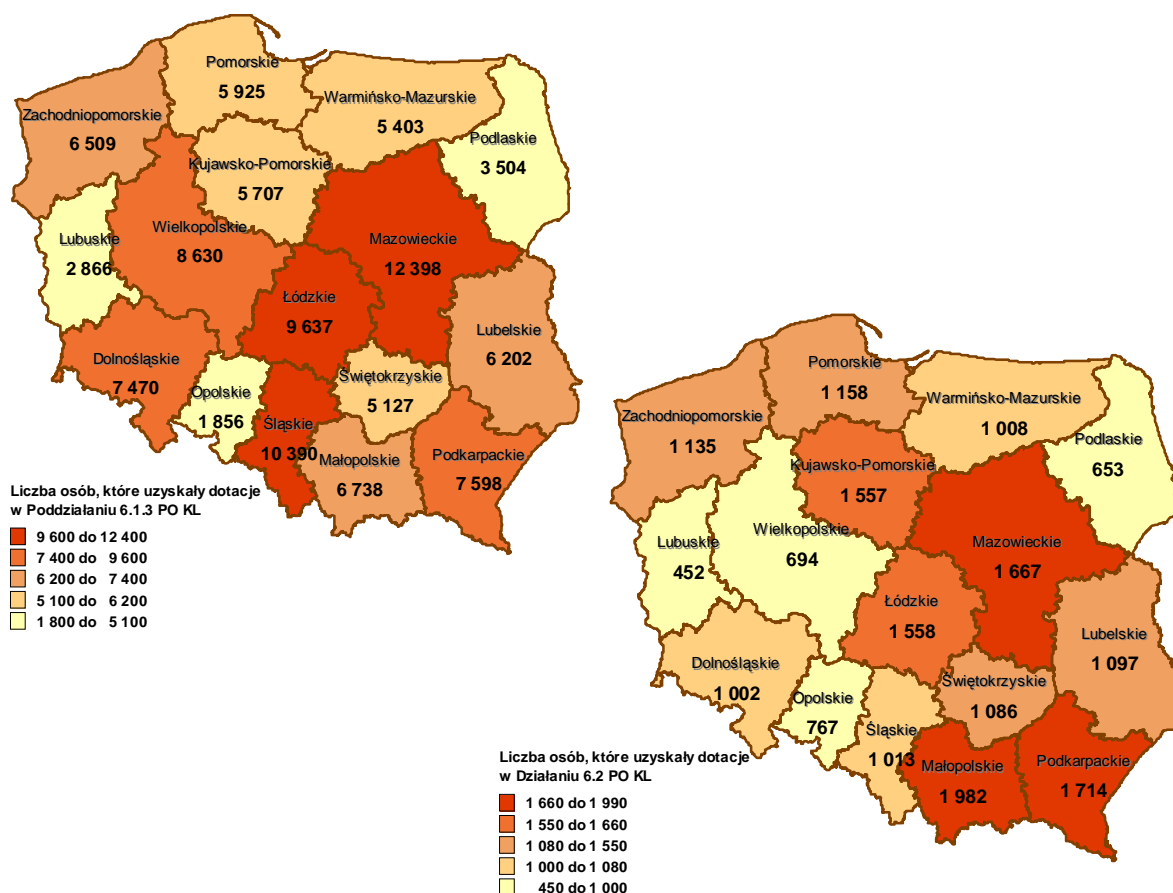 Pomorskie
5 925
Warmińsko-Mazurskie
5 403
Zachodniopomorskie
6 509
Podlaskie
3 504
Kujawsko-Pomorskie
5 707
Wielkopolskie
8 630
Lubuskie
2 866
Mazowieckie
12 398
Łódzkie
9 637
Lubelskie
6 202
Dolnośląskie
7 470
Świętokrzyskie
5 127
Opolskie
1 856
Śląskie
10 390
Małopolskie
6 738
Podkarpackie
7 598
Liczba osób, które uzyskały dotacje
w Poddziałaniu 6.1.3 PO KL
9 600 do 12 400
7 400 do 9 600
6 200 do 7 400
5 100 do 6 200
1 800 do 5 100
Pomorskie
1 158
Warmińsko-Mazurskie
1 008
Zachodniopomorskie
1 135
Podlaskie
653
Kujawsko-Pomorskie
1 557
Wielkopolskie
694
Lubuskie
452
Mazowieckie
1 667
Łódzkie
1 558
Lubelskie
1 097
Dolnośląskie
1 002
Świętokrzyskie
1 086
Opolskie
767
Śląskie
1 013
Małopolskie
1 982
Podkarpackie
1 714
Liczba osób, które uzyskały dotacje
w Działaniu 6.2 PO KL
1 660 do 1 990
1 550 do 1 660
1 080 do 1 550
1 000 do 1 080
450 do 1 000